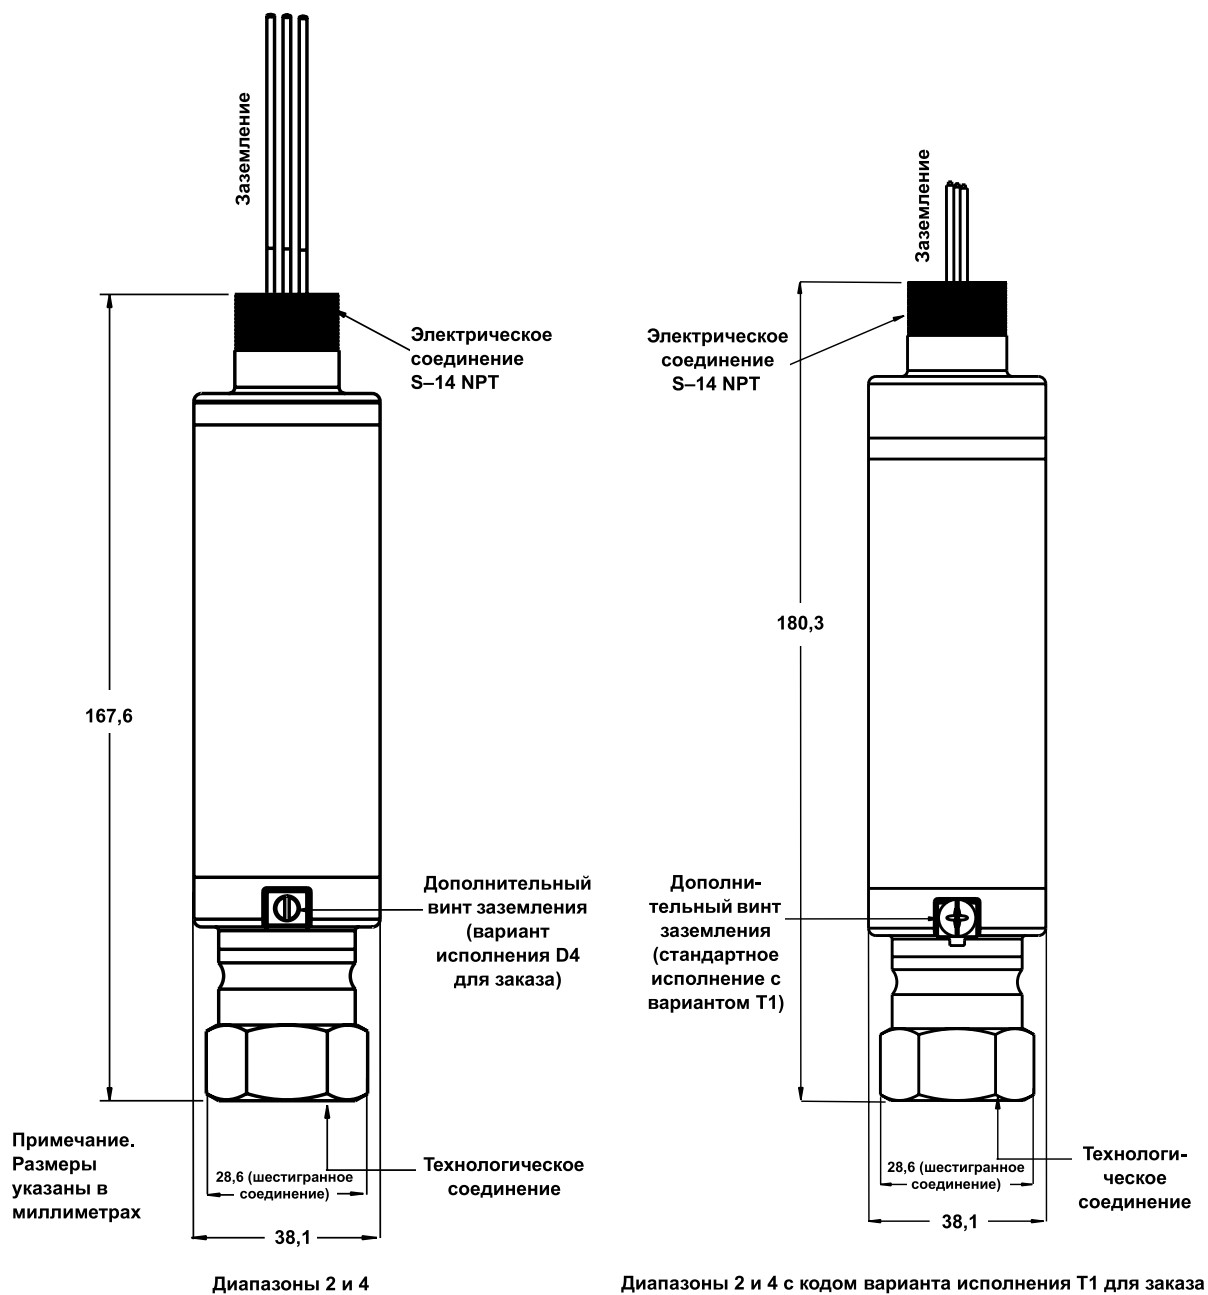 Заземление
Электрическое
соединение
S–14 NPT
167,6
Дополнительный
винт заземления
(вариант
исполнения D4
для заказа)
Примечание.
Размеры
указаны в
миллиметрах
28,6 (шестигранное
соединение)
Технологическое
соединение
38,1
Диапазоны 2 и 4
Заземление
Электрическое
соединение
S–14 NPT
180,3
Дополни-
тельный винт
заземления
(стандартное
исполнение с
вариантом T1)
28,6 (шестигранное
соединение)
Технологи-
ческое
соединение
38,1
Диапазоны 2 и 4 с кодом варианта исполнения T1 для заказа